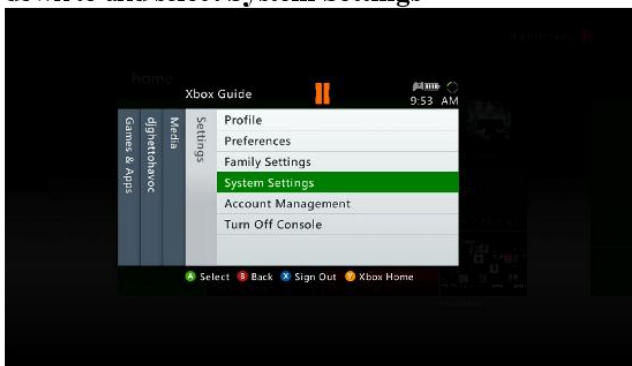 down to and select System Settings
home
Xbox Guide
9:53 AM
Games & Apps
djghettohavoc
Media
Settings
Profile
Preferences
Family Settings
System Settings
Account Management
Turn Off Console
A Select B Back X Sign Out Y Xbox Home